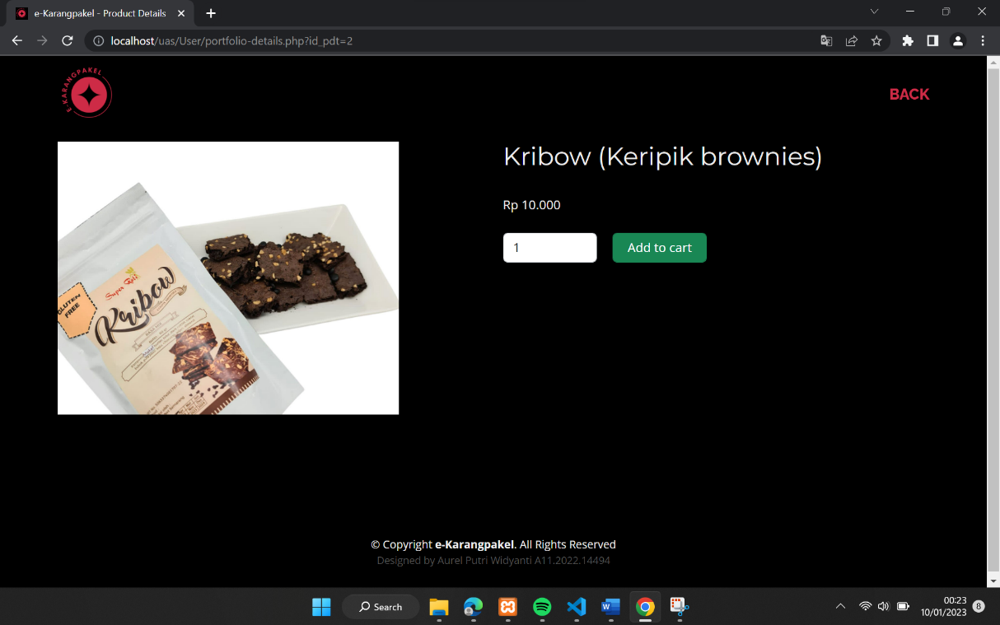 e-Karangpakel - Product Details
localhost/uas/User/portfolio-details.php?id_pdt=2
E-KARANGPAKEL
BACK
Kribow (Keripik brownies)
Rp 10.000
1
Add to cart
GLUTEN
FREE
Super Roti
Kribow
© Copyright e-Karangpakel. All Rights Reserved
Designed by Aurel Putri Widyanti A11.2022.14494
Search
00:23
10/01/2023
8